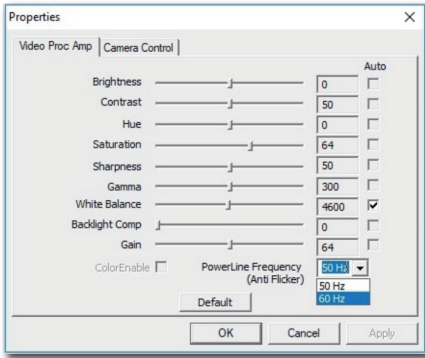 Properties
Video Proc Amp Camera Control
Auto
Brightness 0
Contrast 50
Hue 0
Saturation 64
Sharpness 50
Gamma 300
White Balance 4600
Backlight Comp 0
Gain 64
ColorEnable PowerLine Frequency 50 Hz
(Anti Flicker)
50 Hz
60 Hz
Default
OK Cancel Apply